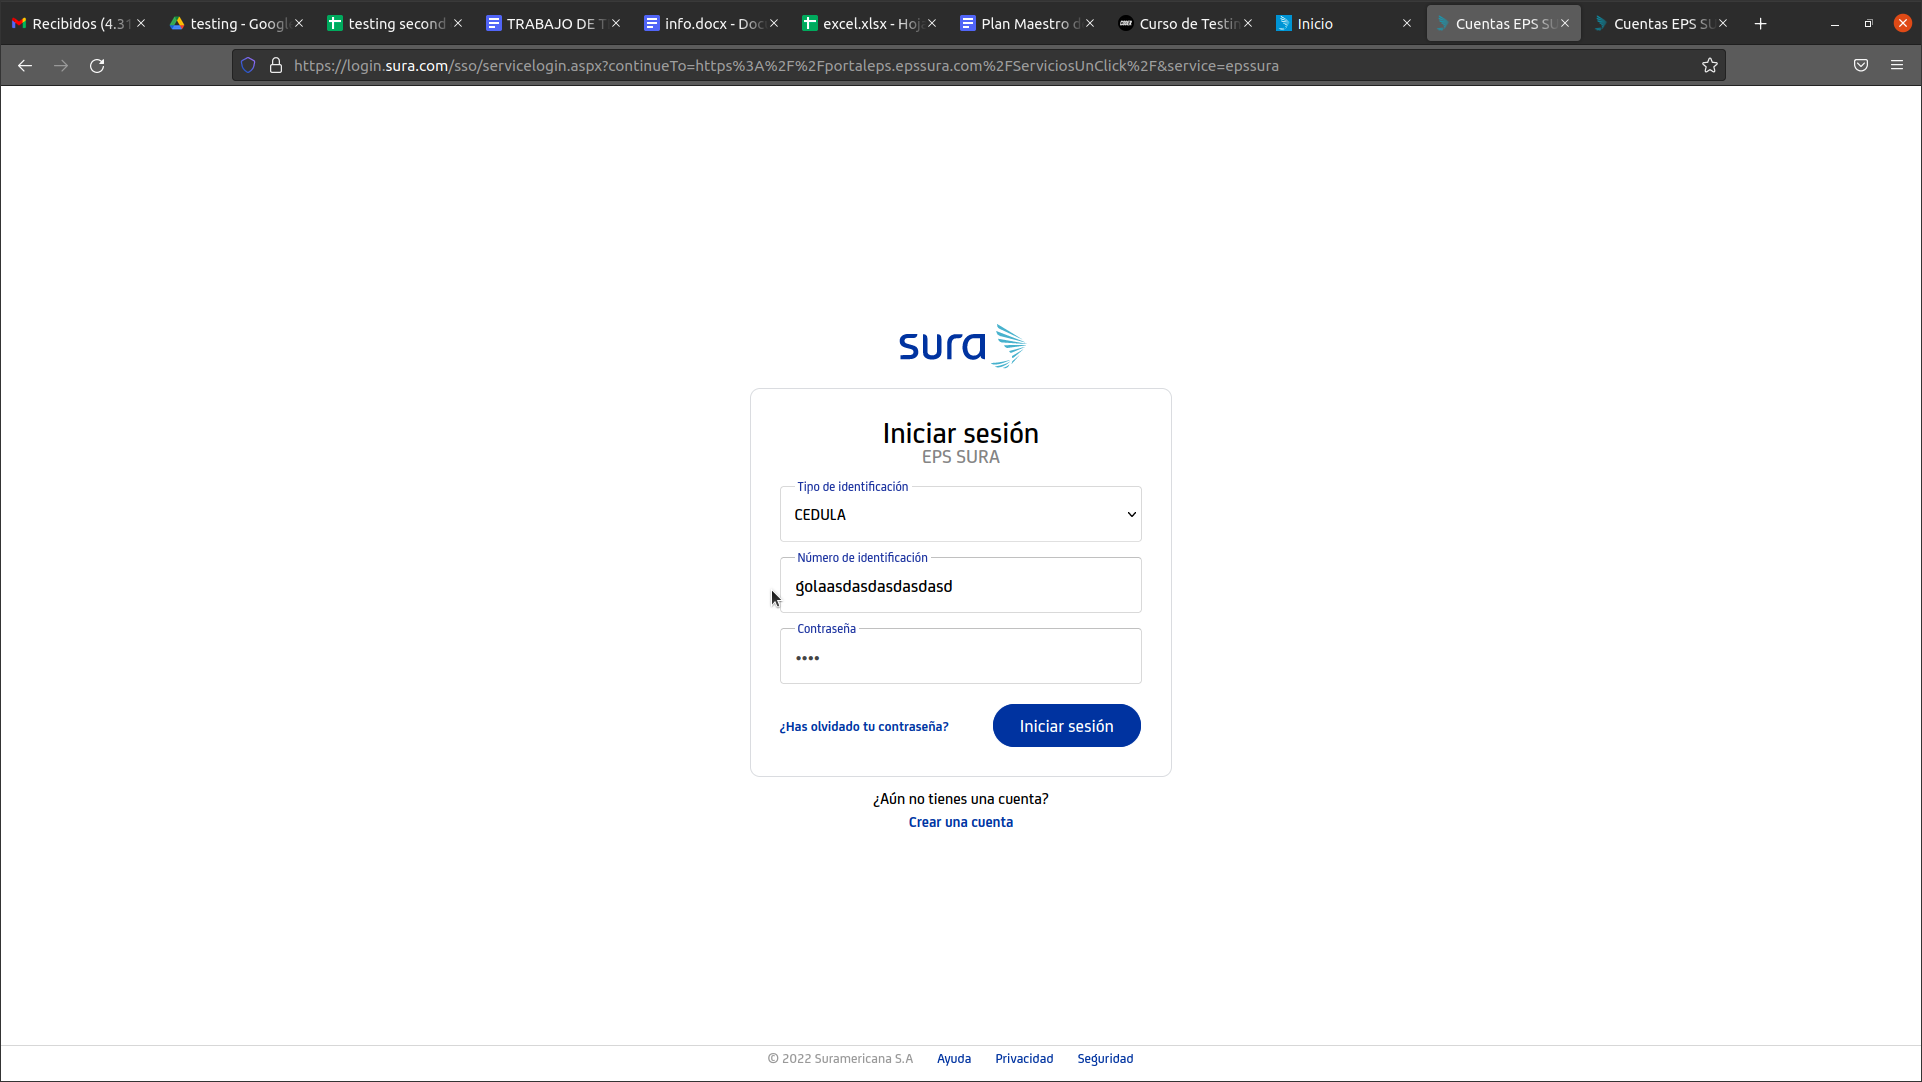 Recibidos (4.31
testing - Google
testing second
TRABAJO DE T
info.docx - Doc
excel.xlsx - Hoja
Plan Maestro d
Curso de Testin
Inicio
Cuentas EPS SU
Cuentas EPS SU
https://login.sura.com/sso/servicelogin.aspx?continueTo=https%3A%2F%2Fportaleps.epssura.com%2FServiciosUnClick%2F&service=epssura
sura
Iniciar sesión
EPS SURA
Tipo de identificación
CEDULA
Número de identificación
golaasdasdasdasdasd
Contraseña
••••
¿Has olvidado tu contraseña?
Iniciar sesión
¿Aún no tienes una cuenta?
Crear una cuenta
© 2022 Suramericana S.A Ayuda Privacidad Seguridad